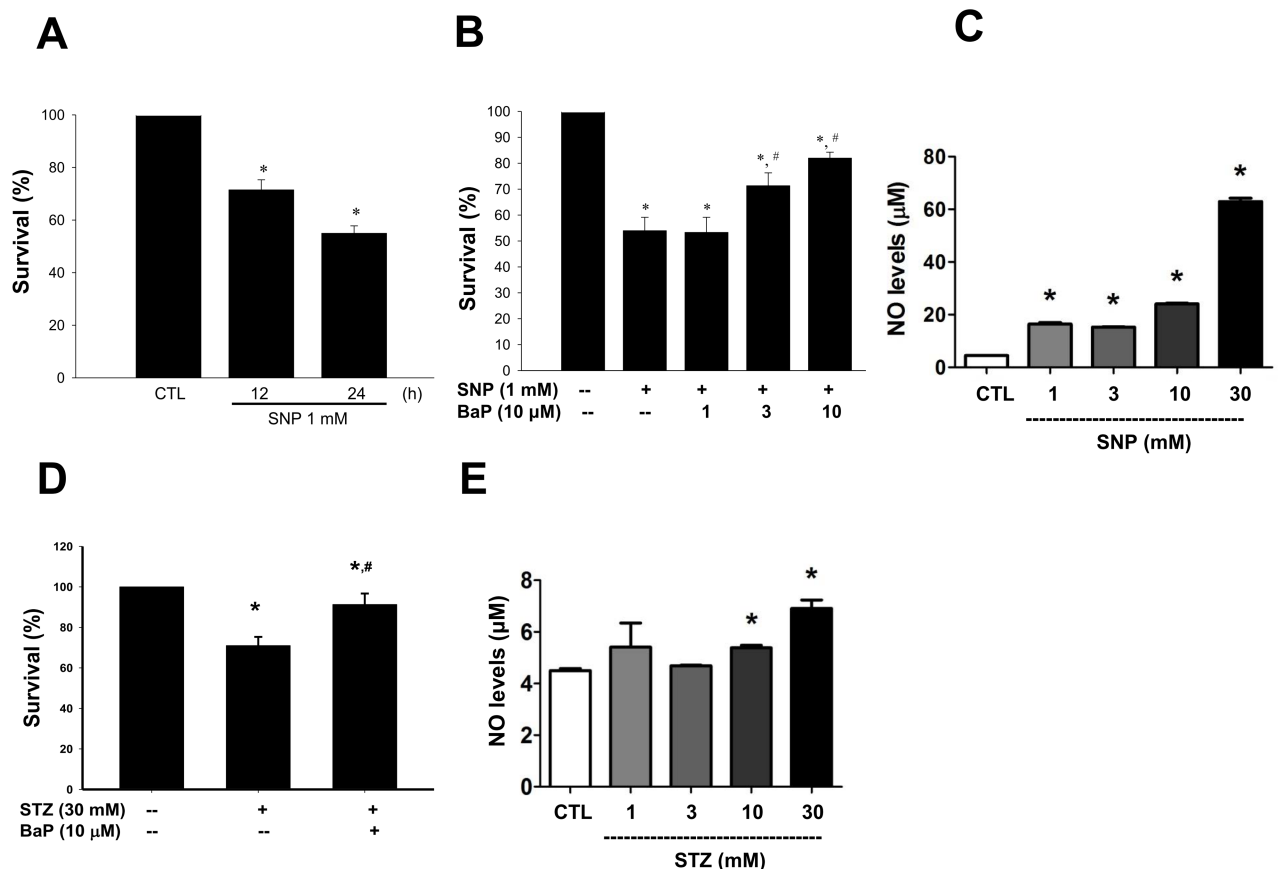 A
Survival (%)
100
80
60
40
20
0
*
*
CTL 12 24 (h)
SNP 1 mM
B
Survival (%)
100
90
80
70
60
50
40
30
20
10
0
*
*
*, #
*, #
SNP (1 mM) -- + + + +
BaP (10 µM) -- -- 1 3 10
C
NO levels (µM)
80
60
40
20
0
*
*
*
*
CTL 1 3 10 30
SNP (mM)
D
Survival (%)
120
100
80
60
40
20
0
*
*,#
STZ (30 mM) -- + +
BaP (10 µM) -- -- +
E
NO levels (µM)
8
6
4
2
0
*
*
CTL 1 3 10 30
STZ (mM)